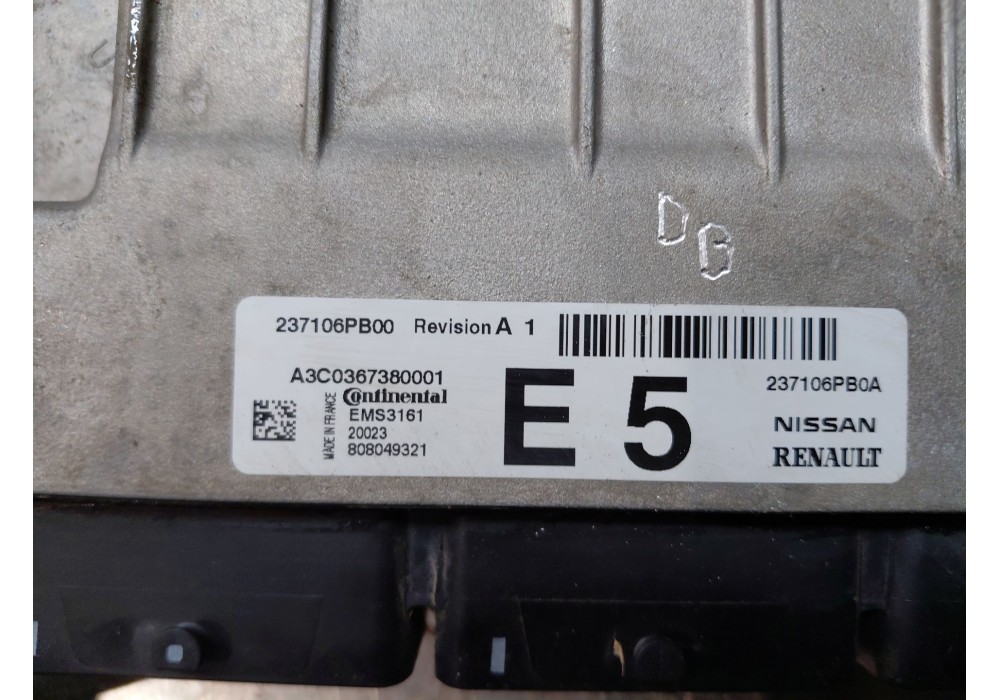 DG
237106PB00 Revision A 1
A3C0367380001
Continental
EMS3161
20023
808049321
MADE IN FRANCE
E 5
237106PB0A
NISSAN
RENAULT